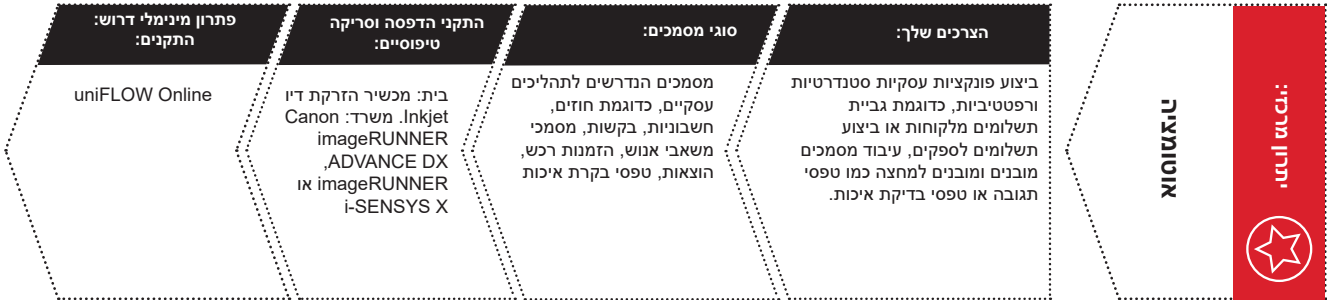 יתרון מרכזי:
אוטומציה
הצרכים שלך:
ביצוע פונקציות עסקיות סטנדרטיות
ורפטטיביות, כדוגמת גביית
תשלומים מלקוחות או ביצוע
תשלומים לספקים, עיבוד מסמכים
מובנים ומובנים למחצה כמו טפסי
תגובה או טפסי בדיקת איכות.
סוגי מסמכים:
מסמכים הנדרשים לתהליכים
עסקיים, כדוגמת חוזים,
חשבוניות, בקשות, מסמכי
משאבי אנוש, הזמנות רכש,
הוצאות, טפסי בקרת איכות
התקני הדפסה וסריקה
טיפוסיים:
בית: מכשיר הזרקת דיו
Inkjet. משרד: Canon
imageRUNNER
ADVANCE DX,
imageRUNNER או
i-SENSYS X
פתרון מינימלי דרוש:
התקנים:
uniFLOW Online